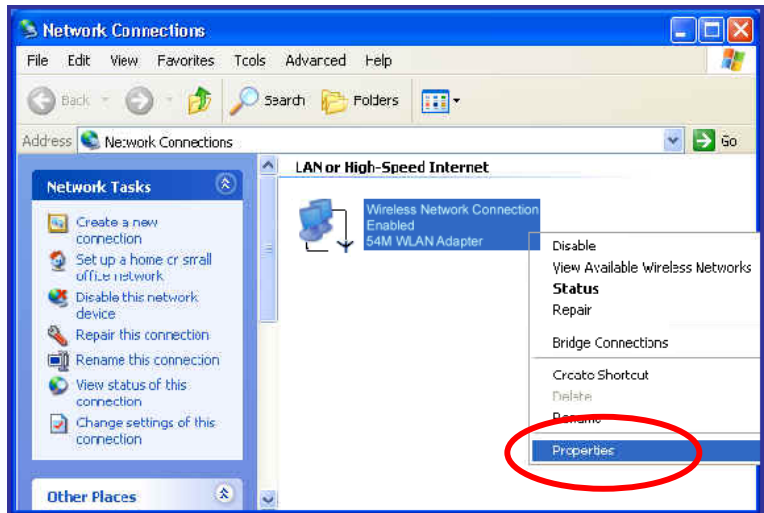 Network Connections
File Edit View Favorites Tools Advanced Help
Back Search Folders
Address Network Connections Go
Network Tasks
Create a new
connection
Set up a home or small
office network
Disable this network
device
Repair this connection
Rename this connection
View status of this
connection
Change settings of this
connection
Other Places
LAN or High-Speed Internet
Wireless Network Connection
Enabled
54M WLAN Adapter
Disable
View Available Wireless Networks
Status
Repair
Bridge Connections
Create Shortcut
Delete
Rename
Properties